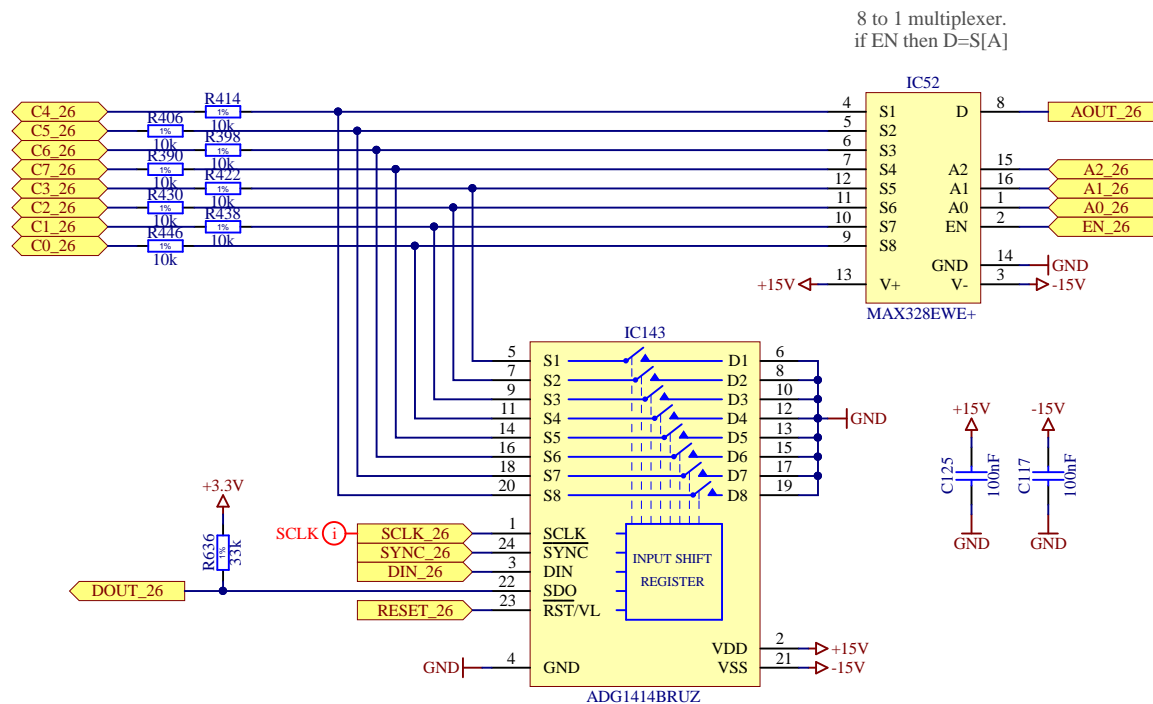 8 to 1 multiplexer.
if EN then D=S[A]
IC52
C4_26 R414 1% 10k 4 S1 D 8 AOUT_26
C5_26 R406 1% 10k 5 S2
C6_26 R398 1% 10k 6 S3
C7_26 R390 1% 10k 7 S4 A2 15 A2_26
C3_26 R422 1% 10k 12 S5 A1 16 A1_26
C2_26 R430 1% 10k 11 S6 A0 1 A0_26
C1_26 R438 1% 10k 10 S7 EN 2 EN_26
C0_26 R446 1% 10k 9 S8
GND 14 GND
+15V 13 V+ V- 3 -15V
MAX328EWE+
IC143
5 S1 D1 6
7 S2 D2 8
9 S3 D3 10
11 S4 D4 12 GND
14 S5 D5 13
16 S6 D6 15
18 S7 D7 17
20 S8 D8 19
+15V -15V
C125 100nF C117 100nF
GND GND
+3.3V
R636 1% 33k
SCLK i SCLK_26 1 SCLK
SYNC_26 24 SYNC
DIN_26 3 DIN
DOUT_26 22 SDO
RESET_26 23 RST/VL
INPUT SHIFT
REGISTER
VDD 2 +15V
GND 4 GND VSS 21 -15V
ADG1414BRUZ